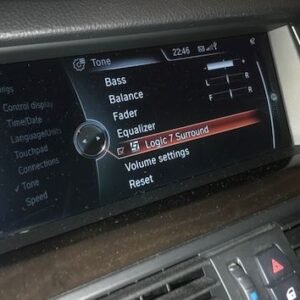 Tone
22:46
Bass
Balance
L R
Fader
F R
Equalizer
Logic 7 Surround
Volume settings
Reset
ngs
Control display
Time/Date
Language/Units
Touchpad
Connections
Tone
Speed